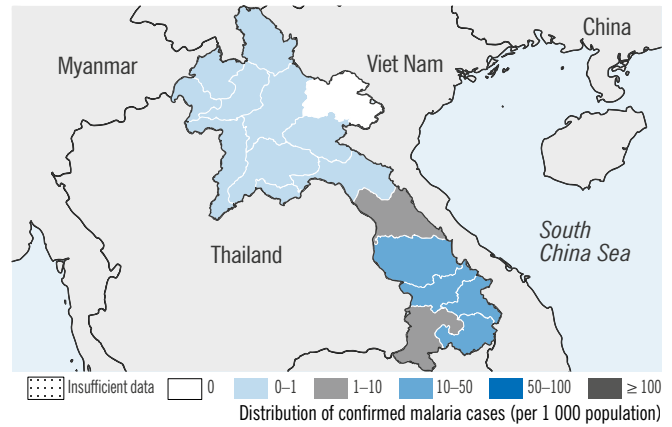 China
Myanmar
Viet Nam
Thailand
South
China Sea
Insufficient data 0 0–1 1–10 10–50 50–100 ≥ 100
Distribution of confirmed malaria cases (per 1 000 population)